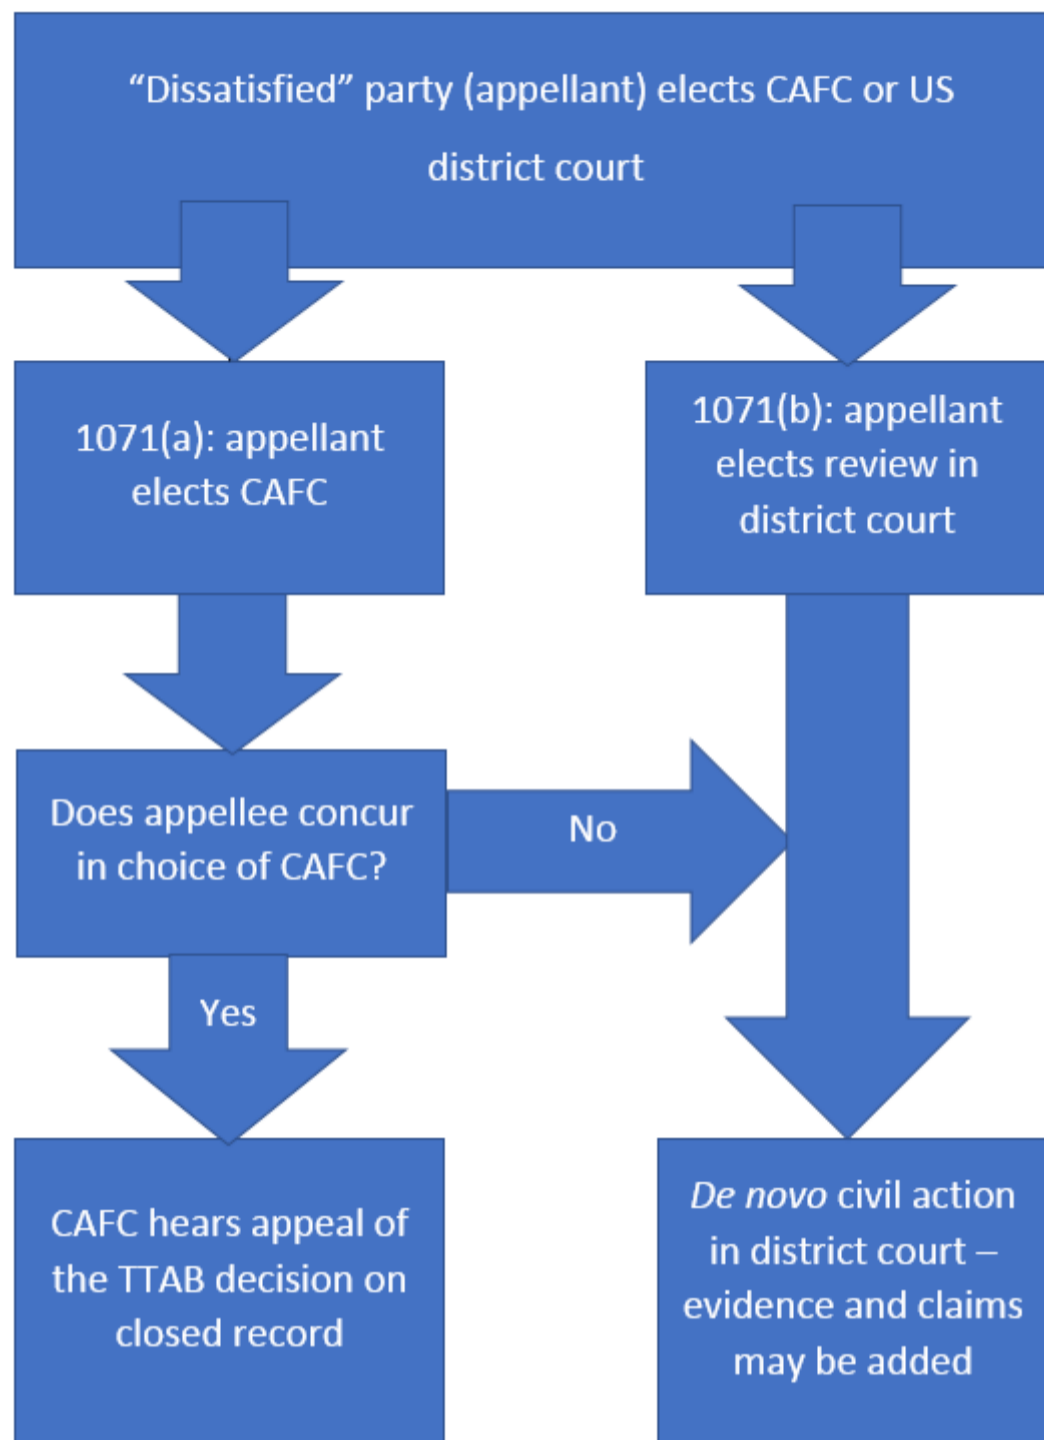 “Dissatisfied” party (appellant) elects CAFC or US
district court
1071(a): appellant
elects CAFC
1071(b): appellant
elects review in
district court
Does appellee concur
in choice of CAFC?
No
Yes
CAFC hears appeal of
the TTAB decision on
closed record
De novo civil action
in district court –
evidence and claims
may be added